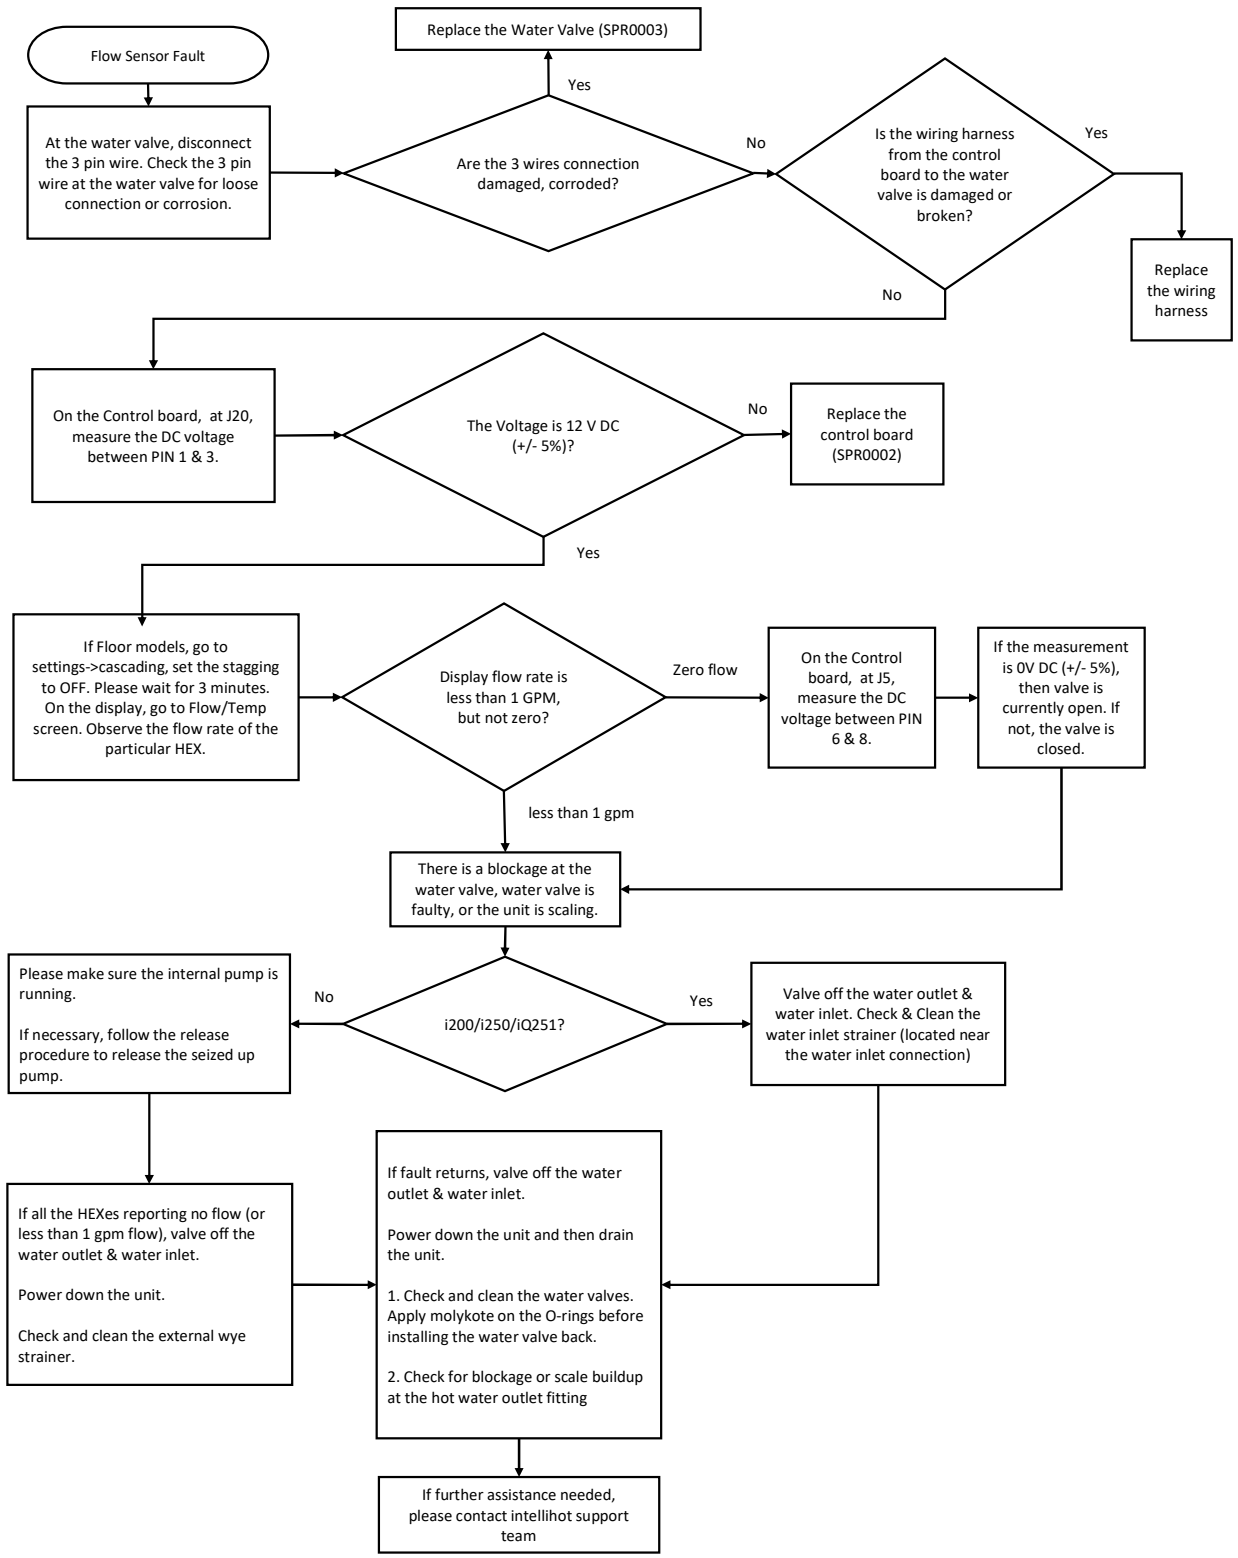 Replace the Water Valve (SPR0003)
Flow Sensor Fault
Yes
At the water valve, disconnect
the 3 pin wire. Check the 3 pin
wire at the water valve for loose
connection or corrosion.
Are the 3 wires connection
damaged, corroded?
No
Is the wiring harness
from the control
board to the water
valve is damaged or
broken?
Yes
Replace
the wiring
harness
No
On the Control board,  at J20,
measure the DC voltage
between PIN 1 & 3.
The Voltage is 12 V DC
(+/- 5%)?
No
Replace the
control board
(SPR0002)
Yes
If Floor models, go to
settings->cascading, set the stagging
to OFF. Please wait for 3 minutes.
On the display, go to Flow/Temp
screen. Observe the flow rate of the
particular HEX.
Display flow rate is
less than 1 GPM,
but not zero?
Zero flow
On the Control
board,  at J5,
measure the DC
voltage between PIN
6 & 8.
If the measurement
is 0V DC (+/- 5%),
then valve is
currently open. If
not, the valve is
closed.
less than 1 gpm
There is a blockage at the
water valve, water valve is
faulty, or the unit is scaling.
Please make sure the internal pump is
running.
If necessary, follow the release
procedure to release the seized up
pump.
No
i200/i250/iQ251?
Yes
Valve off the water outlet &
water inlet. Check & Clean the
water inlet strainer (located near
the water inlet connection)
If all the HEXes reporting no flow (or
less than 1 gpm flow), valve off the
water outlet & water inlet.
Power down the unit.
Check and clean the external wye
strainer.
If fault returns, valve off the water
outlet & water inlet.
Power down the unit and then drain
the unit.
1. Check and clean the water valves.
Apply molykote on the O-rings before
installing the water valve back.
2. Check for blockage or scale buildup
at the hot water outlet fitting
If further assistance needed,
please contact intellihot support
team